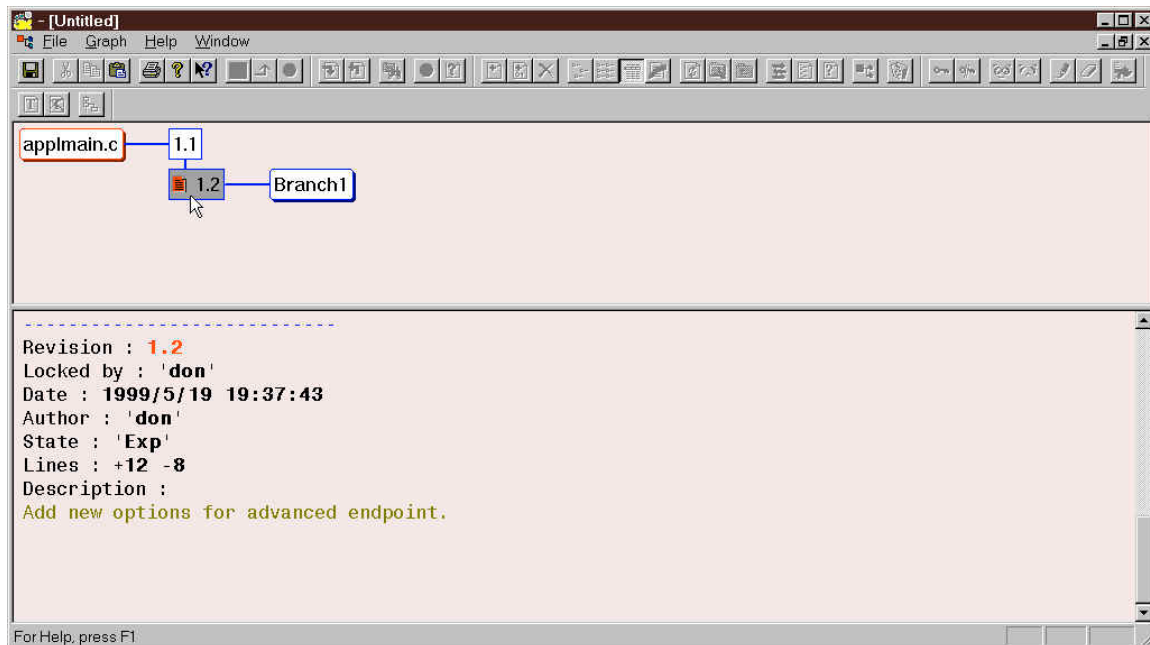 - [Untitled]
File Graph Help Window
applmain.c 1.1
1.2 Branch1
----------------------------
Revision : 1.2
Locked by : 'don'
Date : 1999/5/19 19:37:43
Author : 'don'
State : 'Exp'
Lines : +12 -8
Description :
Add new options for advanced endpoint.
For Help, press F1